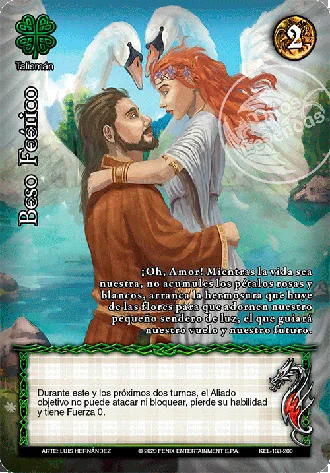 2
Talismán
Beso Feérico
¡Oh, Amor! Mientras la vida sea
nuestra, no acumules los pétalos rosas y
blancos, arranca la hermosura que huye
de las flores para que adornen nuestro
pequeño sendero de luz, el que guiará
nuestro vuelo y nuestro futuro.
Durante este y los próximos dos turnos, el Aliado
objetivo no puede atacar ni bloquear, pierde su habilidad
y tiene Fuerza 0.
ARTE: LUIS HERNÁNDEZ
FENIX ENTERTAINMENT S.P.A.